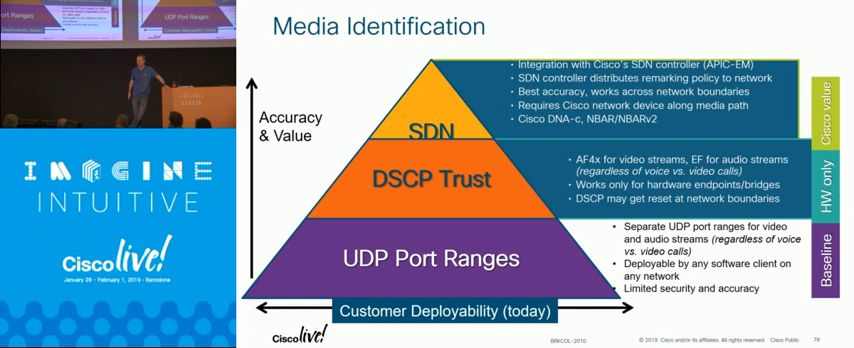 UDP Port Ranges
Customer Deployability (today)
cisco
IMAGINE
INTUITIVE
Cisco live!
January 28 - February 1, 2019 - Barcelona
Media Identification
Accuracy
& Value
SDN
• Integration with Cisco's SDN controller (APIC-EM)
• SDN controller distributes remarking policy to network
• Best accuracy, works across network boundaries
• Requires Cisco network device along media path
• Cisco DNA-c, NBAR/NBARv2
Cisco value
DSCP Trust
• AF4x for video streams, EF for audio streams
(regardless of voice vs. video calls)
• Works only for hardware endpoints/bridges
• DSCP may get reset at network boundaries
HW only
UDP Port Ranges
• Separate UDP port ranges for video
and audio streams (regardless of voice
vs. video calls)
• Deployable by any software client on
any network
• Limited security and accuracy
Baseline
Customer Deployability (today)
Cisco live!
BRKCOL-2010
© 2019 Cisco and/or its affiliates. All rights reserved. Cisco Public
78